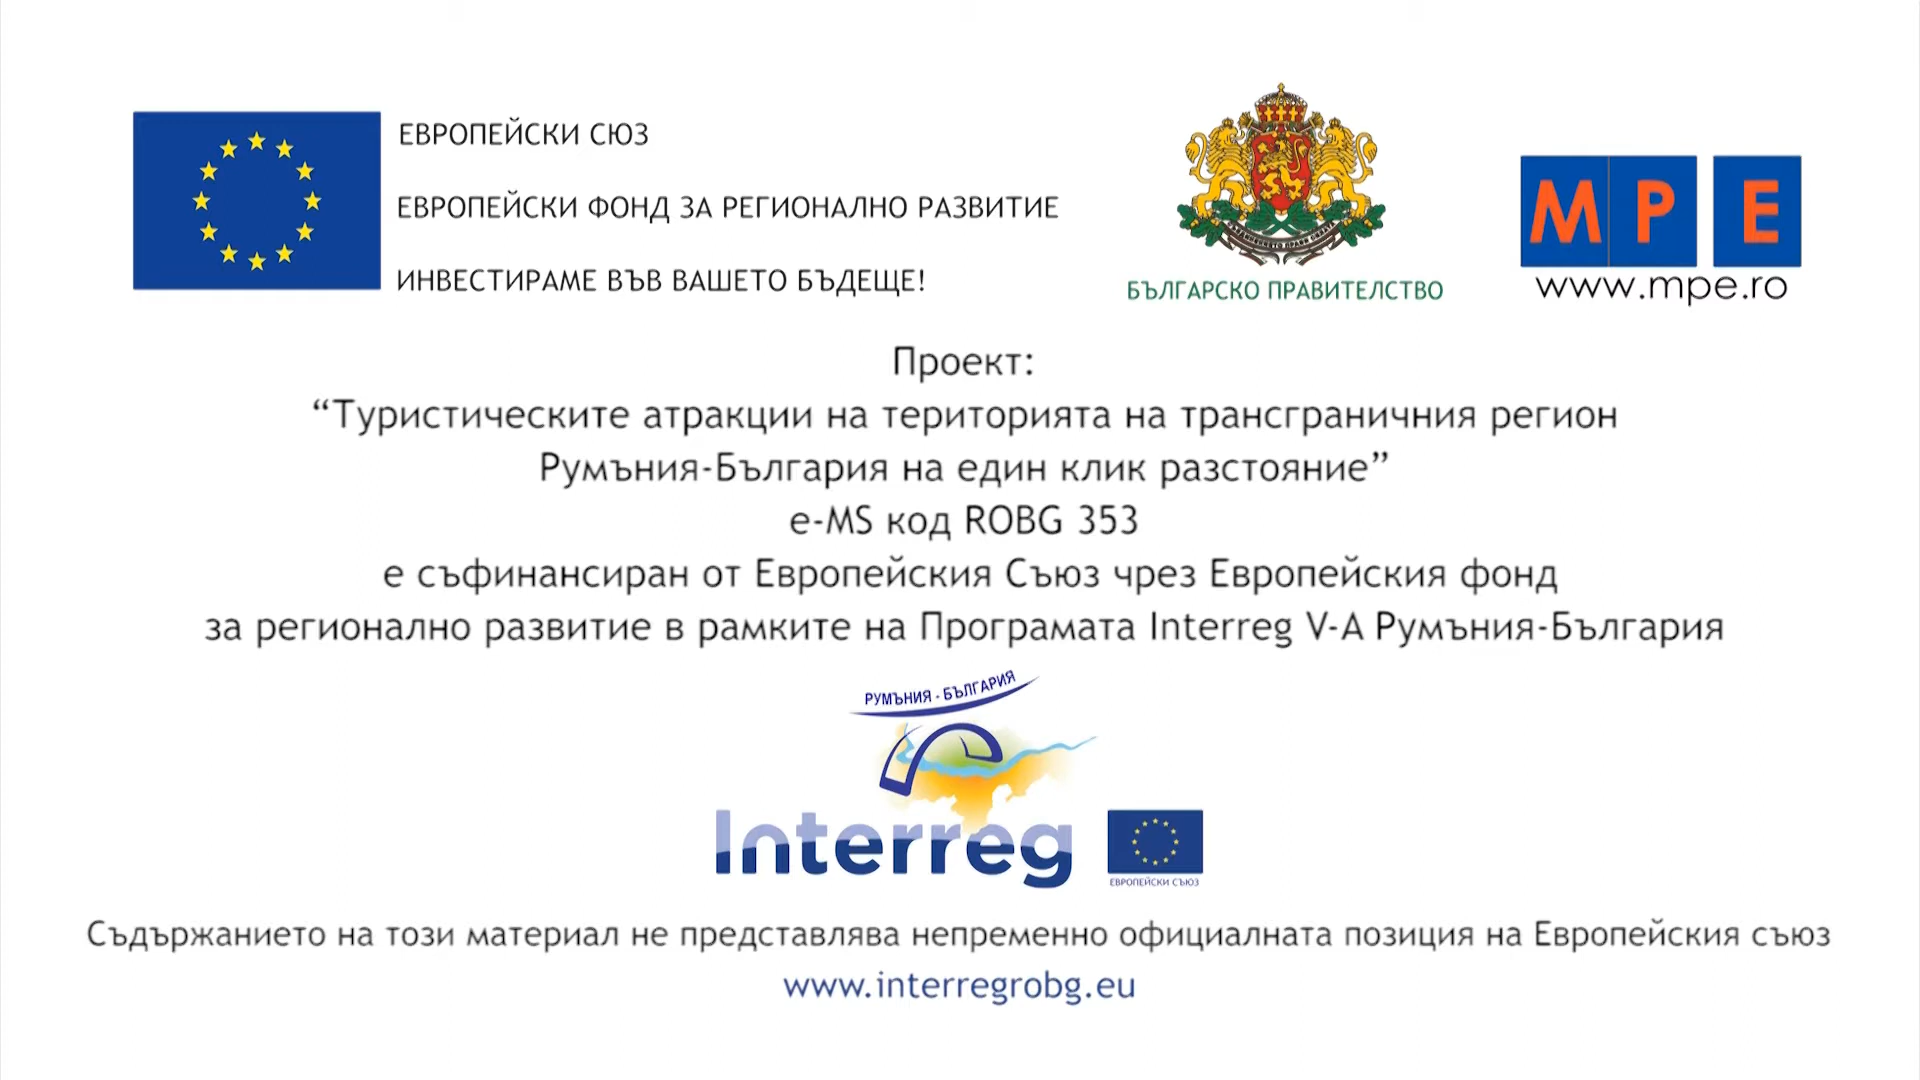 ЕВРОПЕЙСКИ СЮЗ
ЕВРОПЕЙСКИ ФОНД ЗА РЕГИОНАЛНО РАЗВИТИЕ
ИНВЕСТИРАМЕ ВЪВ ВАШЕТО БЪДЕЩЕ!
БЪЛГАРСКО ПРАВИТЕЛСТВО
MPE
www.mpe.ro
Проект:
“Туристическите атракции на територията на трансграничния регион
Румъния-България на един клик разстояние”
e-MS код ROBG 353
е съфинансиран от Европейския Съюз чрез Европейския фонд
за регионално развитие в рамките на Програмата Interreg V-A Румъния-България
РУМЪНИЯ - БЪЛГАРИЯ
Interreg
ЕВРОПЕЙСКИ СЪЮЗ
Съдържанието на този материал не представлява непременно официалната позиция на Европейския съюз
www.interregrobg.eu